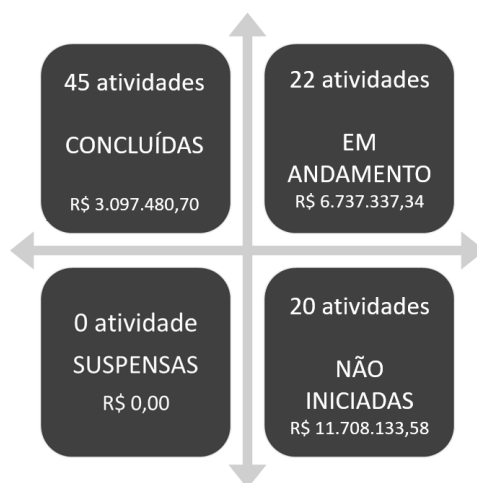 45 atividades
CONCLUÍDAS
R$ 3.097.480,70
22 atividades
EM
ANDAMENTO
R$ 6.737.337,34
0 atividade
SUSPENSAS
R$ 0,00
20 atividades
NÃO
INICIADAS
R$ 11.708.133,58